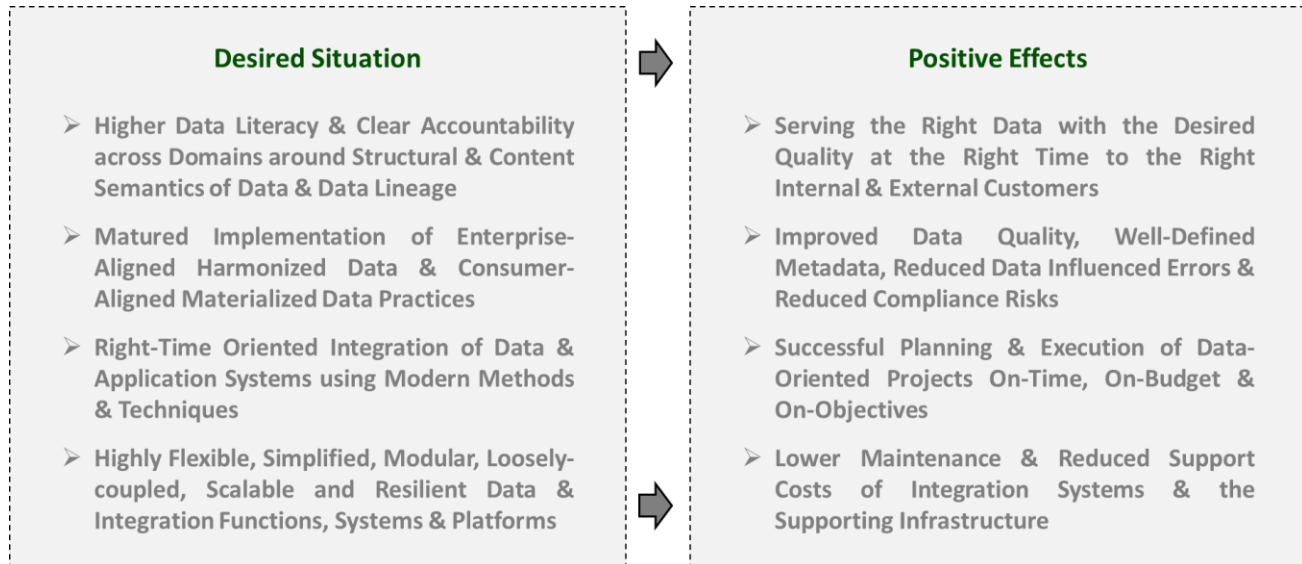 Desired Situation
Higher Data Literacy & Clear Accountability
across Domains around Structural & Content
Semantics of Data & Data Lineage
Matured Implementation of Enterprise-
Aligned Harmonized Data & Consumer-
Aligned Materialized Data Practices
Right-Time Oriented Integration of Data &
Application Systems using Modern Methods
& Techniques
Highly Flexible, Simplified, Modular, Loosely-
coupled, Scalable and Resilient Data &
Integration Functions, Systems & Platforms
Positive Effects
Serving the Right Data with the Desired
Quality at the Right Time to the Right
Internal & External Customers
Improved Data Quality, Well-Defined
Metadata, Reduced Data Influenced Errors &
Reduced Compliance Risks
Successful Planning & Execution of Data-
Oriented Projects On-Time, On-Budget &
On-Objectives
Lower Maintenance & Reduced Support
Costs of Integration Systems & the
Supporting Infrastructure